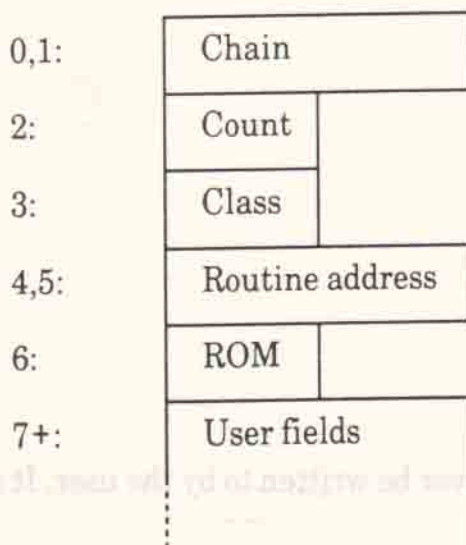 0,1: Chain
2: Count
3: Class
4,5: Routine address
6: ROM
7+: User fields